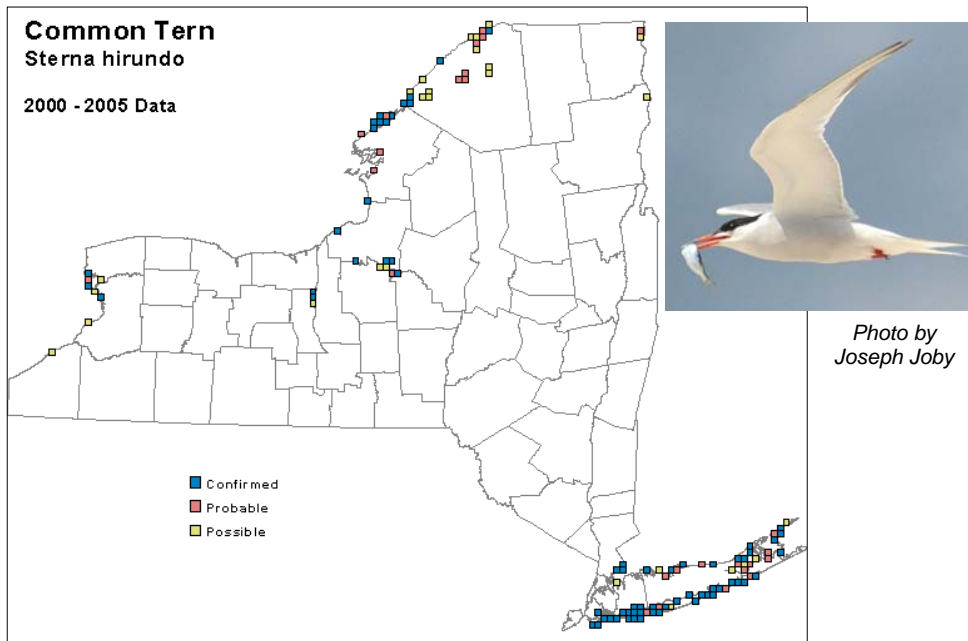 Common Tern
Sterna hirundo
2000 - 2005 Data
Confirmed
Probable
Possible
Photo by
Joseph Joby